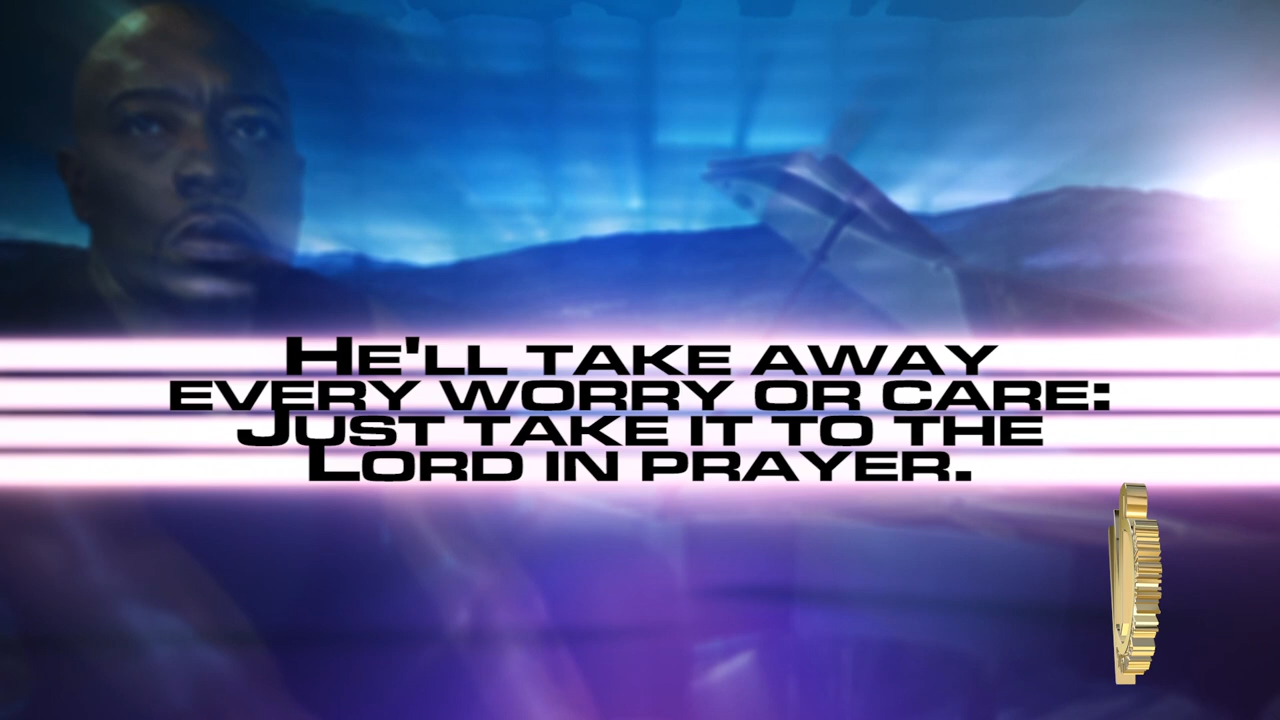 He'll take away
every worry or care:
Just take it to the
Lord in prayer.